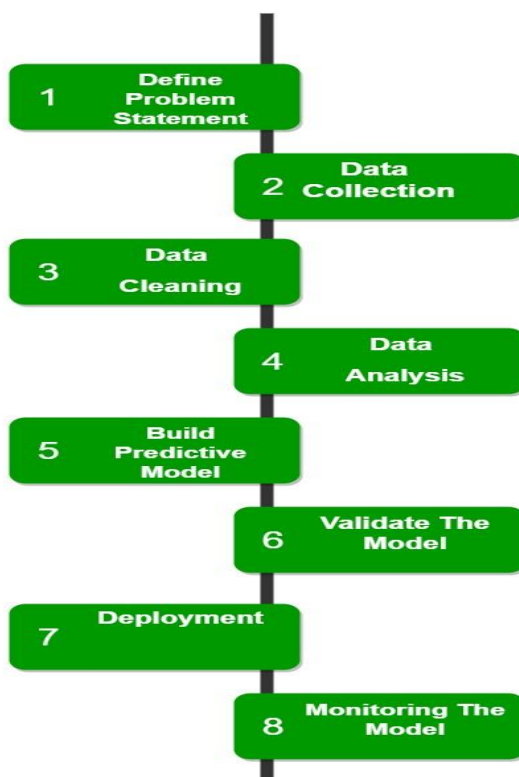 1
Define
Problem
Statement
2
Data
Collection
3
Data
Cleaning
4
Data
Analysis
5
Build
Predictive
Model
6
Validate The
Model
7
Deployment
8
Monitoring The
Model